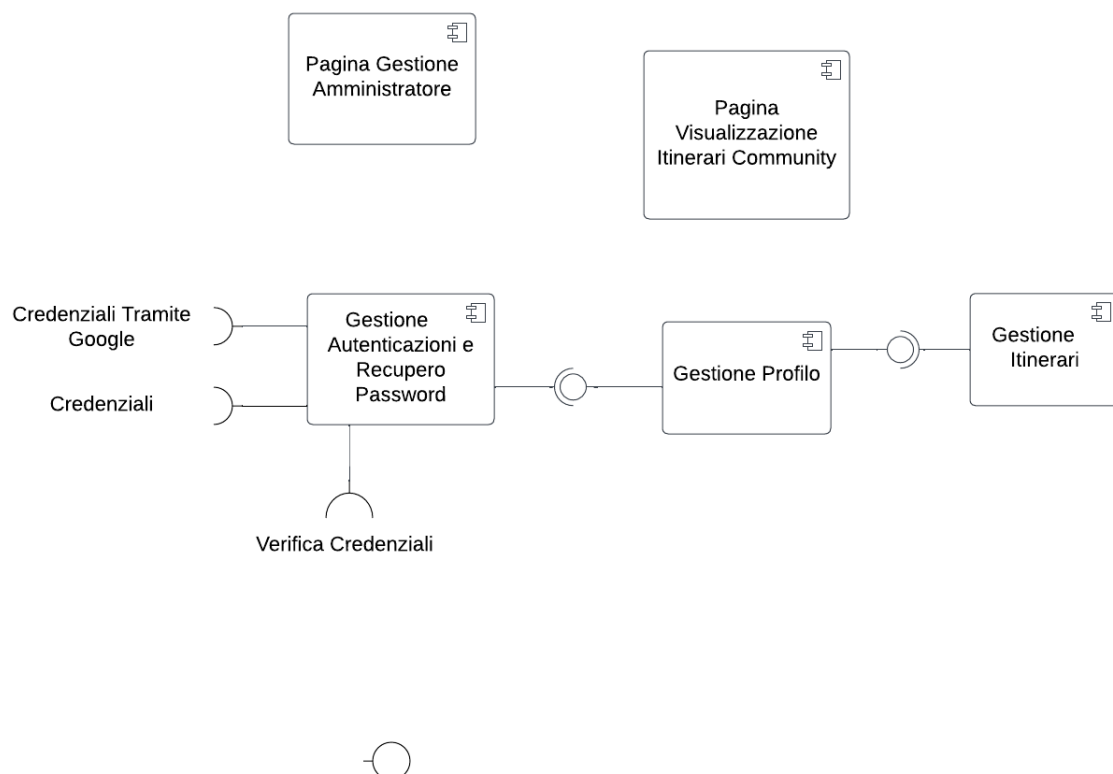 Pagina Gestione
Amministratore
Pagina
Visualizzazione
Itinerari Community
Credenziali Tramite
Google
Credenziali
Gestione
Autenticazioni e
Recupero
Password
Verifica Credenziali
Gestione Profilo
Gestione
Itinerari